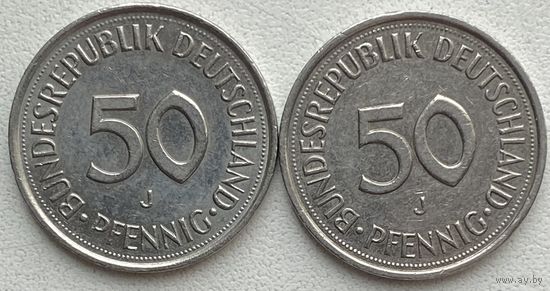 BUNDESREPUBLIK DEUTSCHLAND
50
J
· PFENNIG ·
BUNDESREPUBLIK DEUTSCHLAND
50
J
· PFENNIG ·
www.ay.by